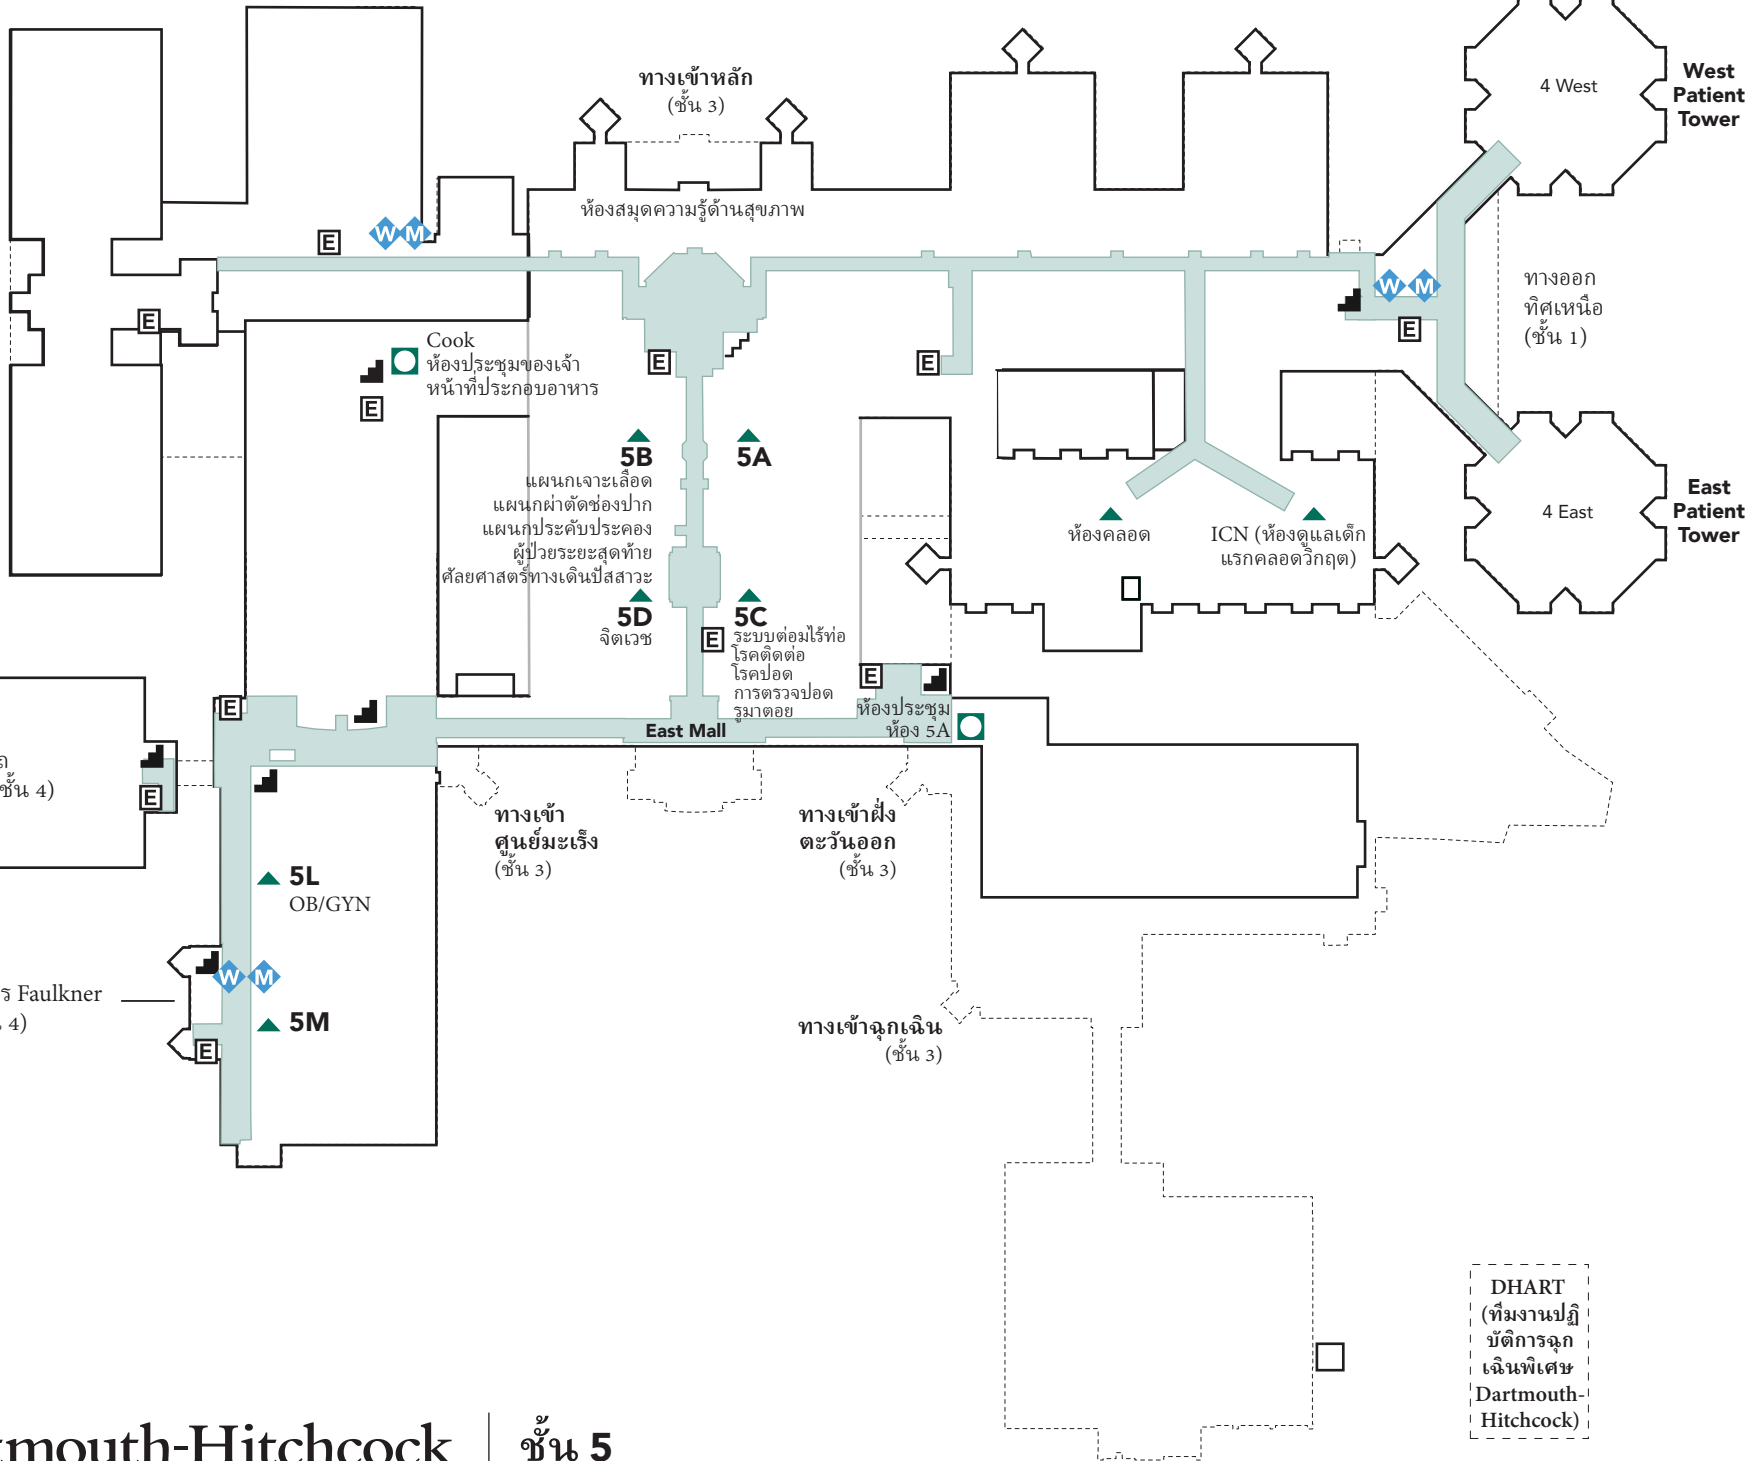 4 West
West
Patient
Tower
ทางเข้าหลัก
(ชั้น 3)
ห้องสมุดความรู้ด้านสุขภาพ
E
W M
W M
E
ทางออก
ทิศเหนือ
(ชั้น 1)
E
Cook
ห้องประชุมของเจ้า
หน้าที่ประกอบอาหาร
E
E
E
5B
แผนกเจาะเลือด
แผนกผ่าตัดช่องปาก
แผนกประคับประคอง
ผู้ป่วยระยะสุดท้าย
ศัลยศาสตร์ทางเดินปัสสาวะ
5A
ห้องคลอด
ICN (ห้องดูแลเด็ก
แรกคลอดวิกฤต)
4 East
East
Patient
Tower
5D
จิตเวช
E
5C
ระบบต่อมไร้ท่อ
โรคติดต่อ
โรคปอด
การตรวจปอด
รูมาตอย
E
ห้องประชุม
ห้อง 5A
East Mall
E
E
ชั้น 4)
ทางเข้า
ศูนย์มะเร็ง
(ชั้น 3)
ทางเข้าฝั่ง
ตะวันออก
(ชั้น 3)
5L
OB/GYN
W M
Faulkner
4)
5M
E
ทางเข้าฉุกเฉิน
(ชั้น 3)
DHART
(ทีมงานปฏิ
บัติการฉุก
เฉินพิเศษ
Dartmouth-
Hitchcock)
tmouth-Hitchcock
ชั้น 5